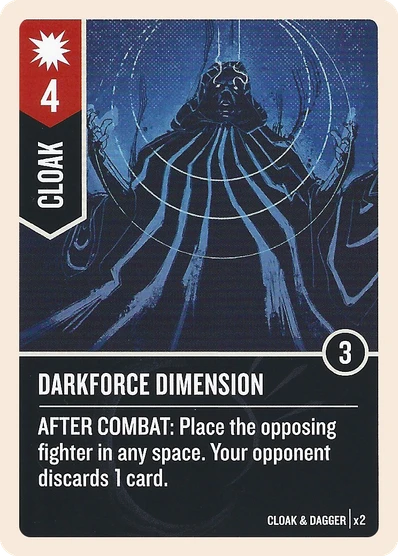 4
CLOAK
3
DARKFORCE DIMENSION
AFTER COMBAT: Place the opposing
fighter in any space. Your opponent
discards 1 card.
CLOAK & DAGGER | x2